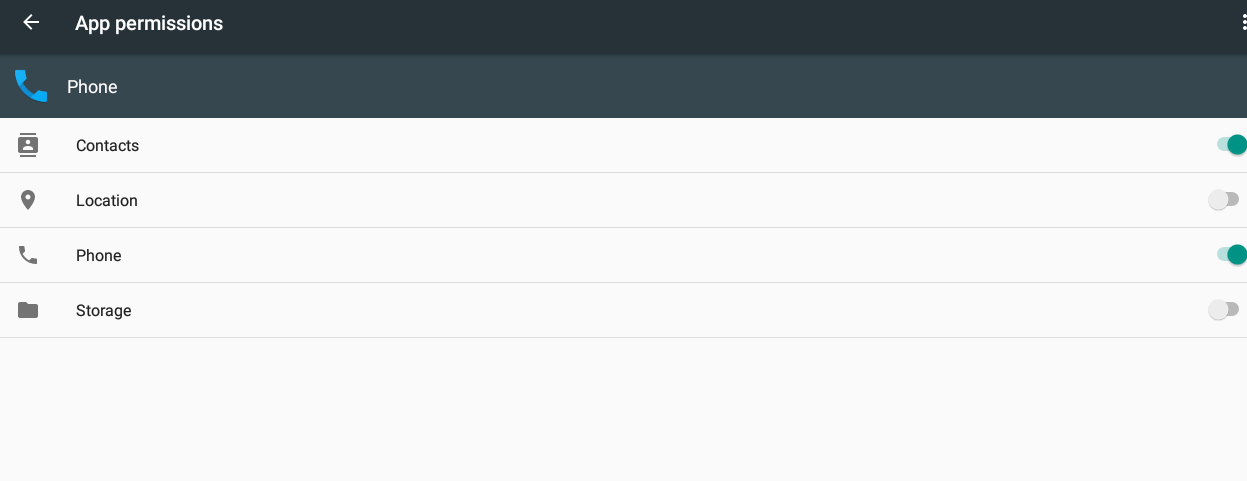 App permissions
Phone
Contacts
Location
Phone
Storage